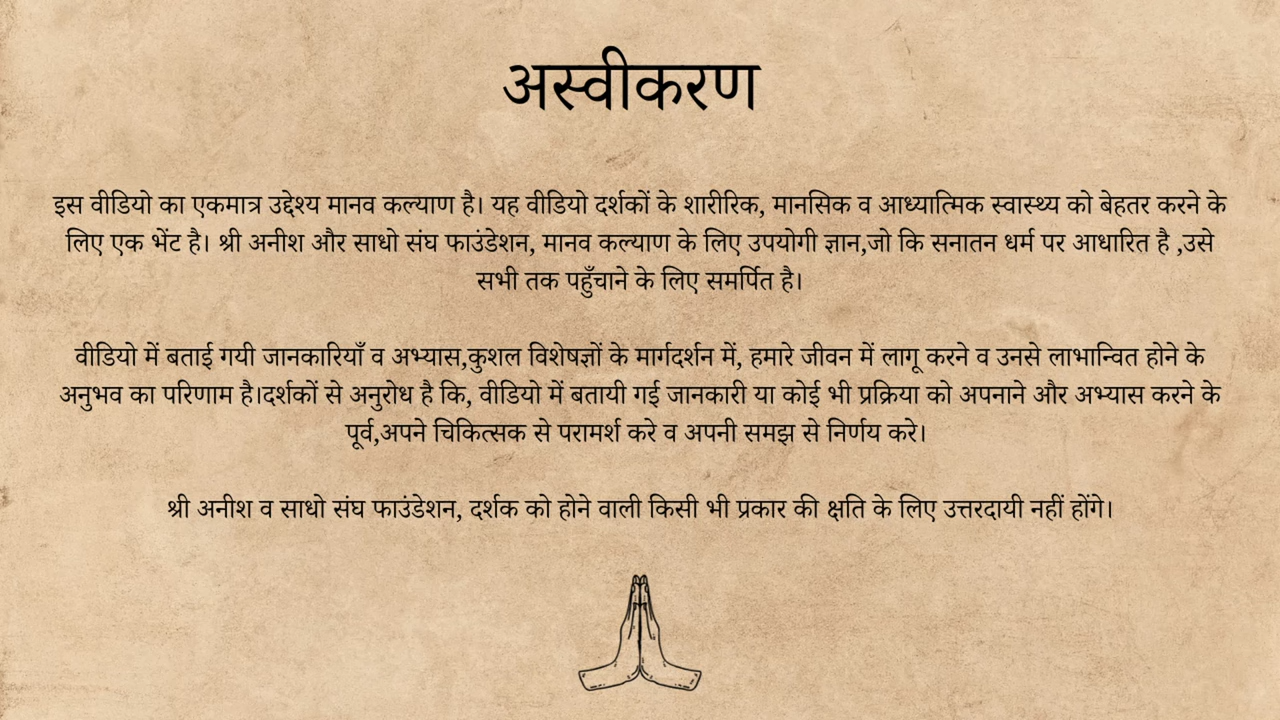 अस्वीकरण
इस वीडियो का एकमात्र उद्देश्य मानव कल्याण है। यह वीडियो दर्शकों के शारीरिक, मानसिक व आध्यात्मिक स्वास्थ्य को बेहतर करने के
लिए एक भेंट है। श्री अनीश और साधो संघ फाउंडेशन, मानव कल्याण के लिए उपयोगी ज्ञान,जो कि सनातन धर्म पर आधारित है ,उसे
सभी तक पहुँचाने के लिए समर्पित है।
वीडियो में बताई गयी जानकारियाँ व अभ्यास,कुशल विशेषज्ञों के मार्गदर्शन में, हमारे जीवन में लागू करने व उनसे लाभान्वित होने के
अनुभव का परिणाम है।दर्शकों से अनुरोध है कि, वीडियो में बतायी गई जानकारी या कोई भी प्रक्रिया को अपनाने और अभ्यास करने के
पूर्व,अपने चिकित्सक से परामर्श करे व अपनी समझ से निर्णय करे।
श्री अनीश व साधो संघ फाउंडेशन, दर्शक को होने वाली किसी भी प्रकार की क्षति के लिए उत्तरदायी नहीं होंगे।